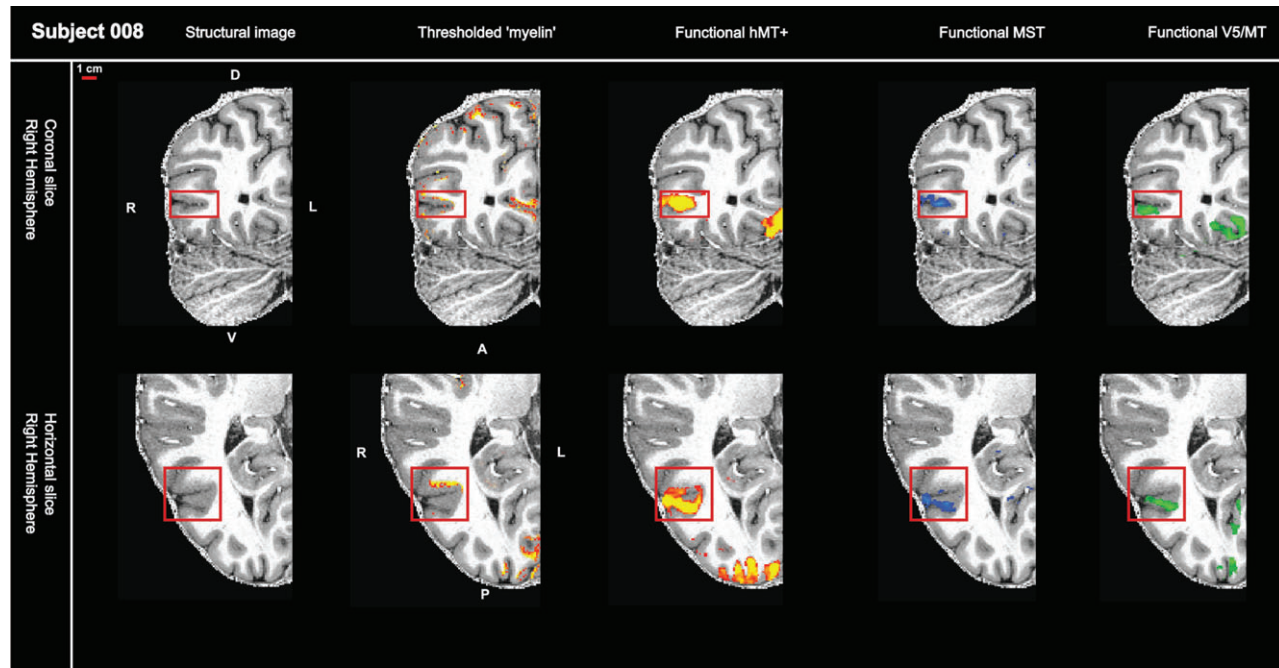 Subject 008
Structural image
Thresholded 'myelin'
Functional hMT+
Functional MST
Functional V5/MT
1 cm
D
Coronal slice
Right Hemisphere
R
L
V
A
Horizontal slice
Right Hemisphere
R
L
P